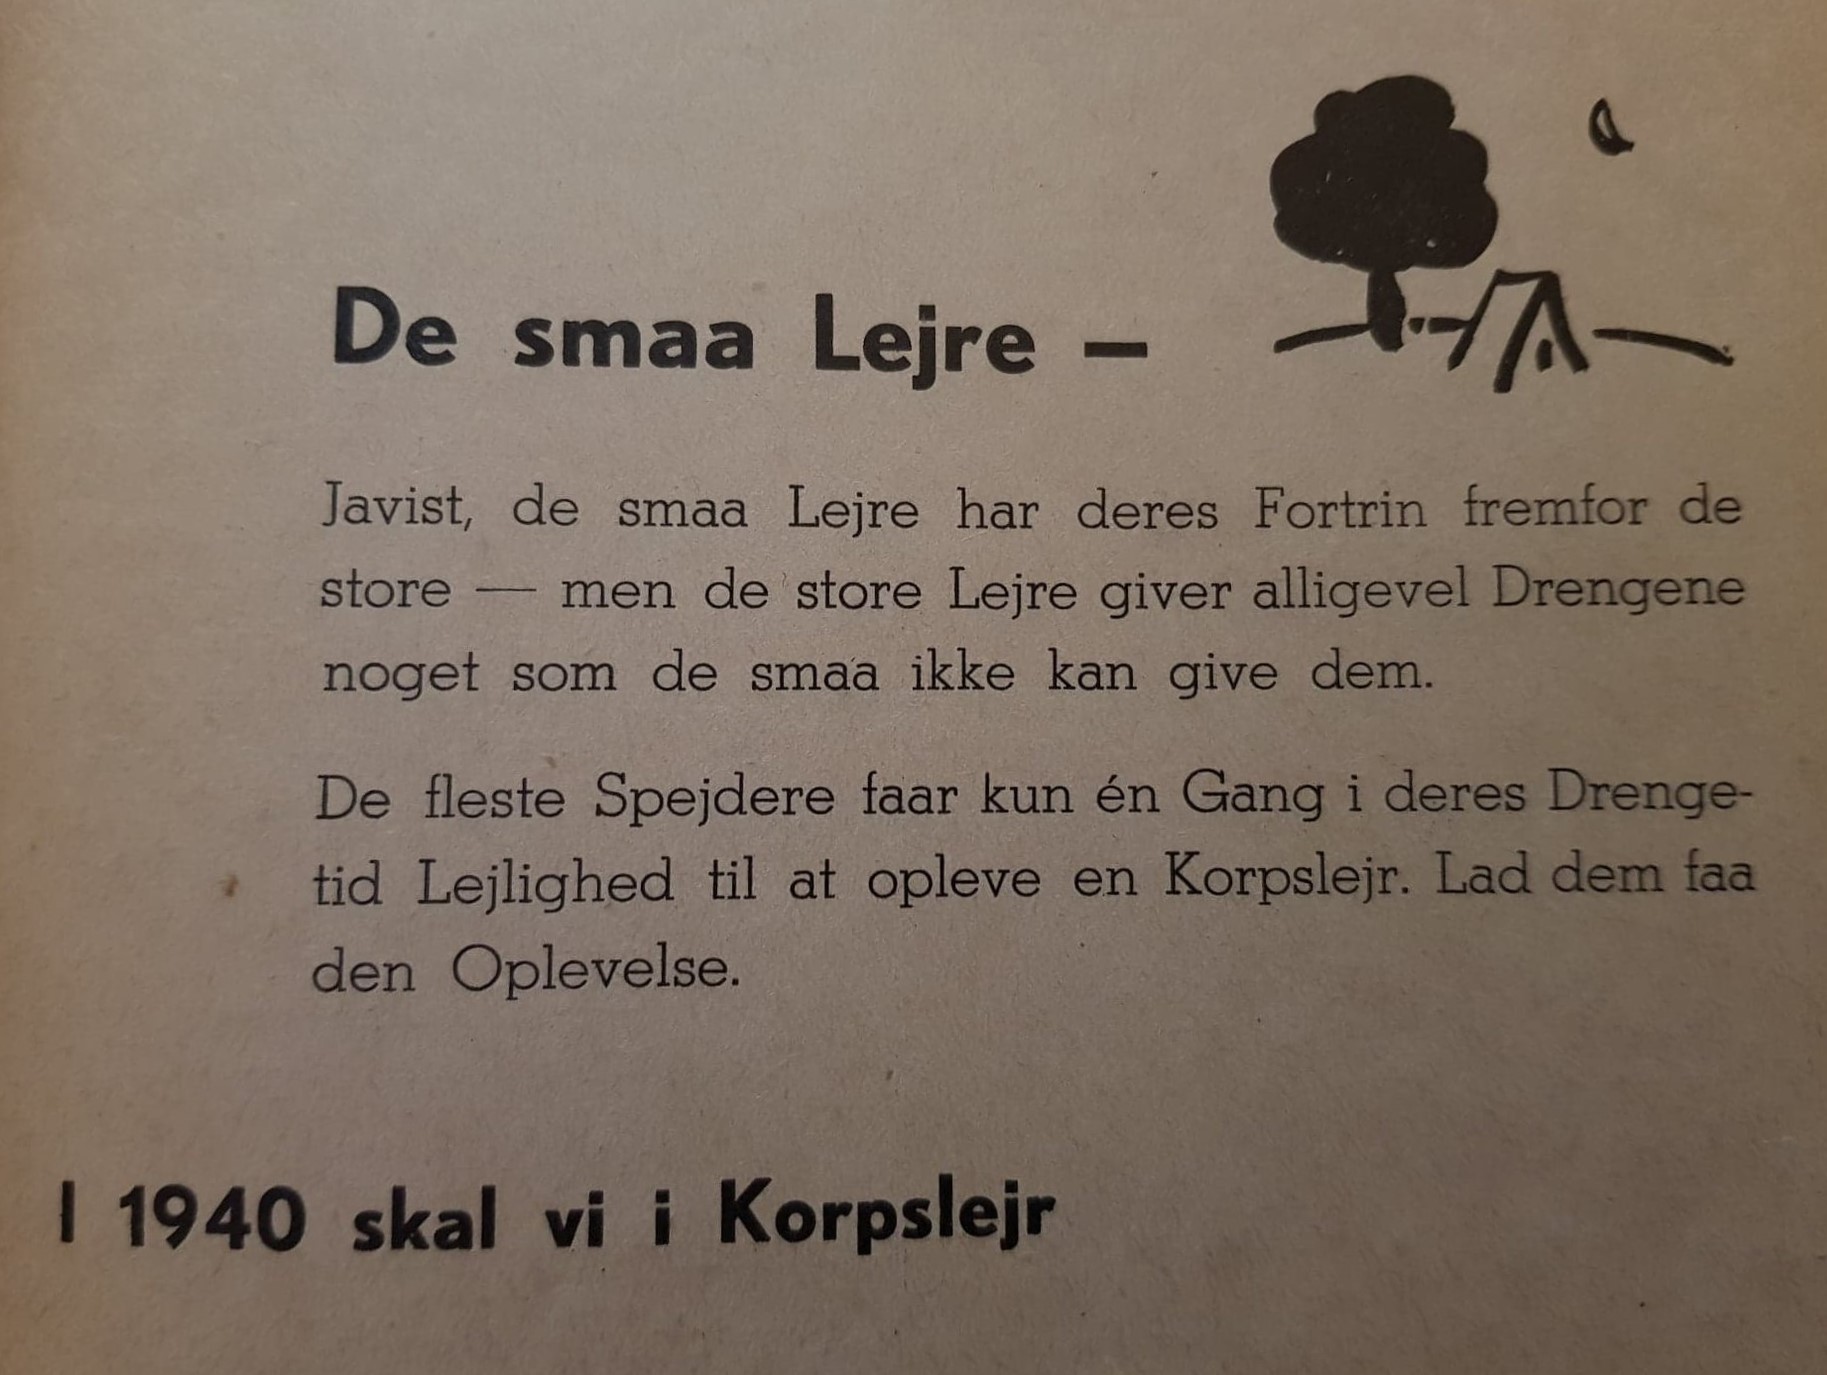 De smaa Lejre –
Javist, de smaa Lejre har deres Fortrin fremfor de
store — men de store Lejre giver alligevel Drengene
noget som de smaa ikke kan give dem.
De fleste Spejdere faar kun én Gang i deres Drenge-
tid Lejlighed til at opleve en Korpslejr. Lad dem faa
den Oplevelse.
I 1940 skal vi i Korpslejr